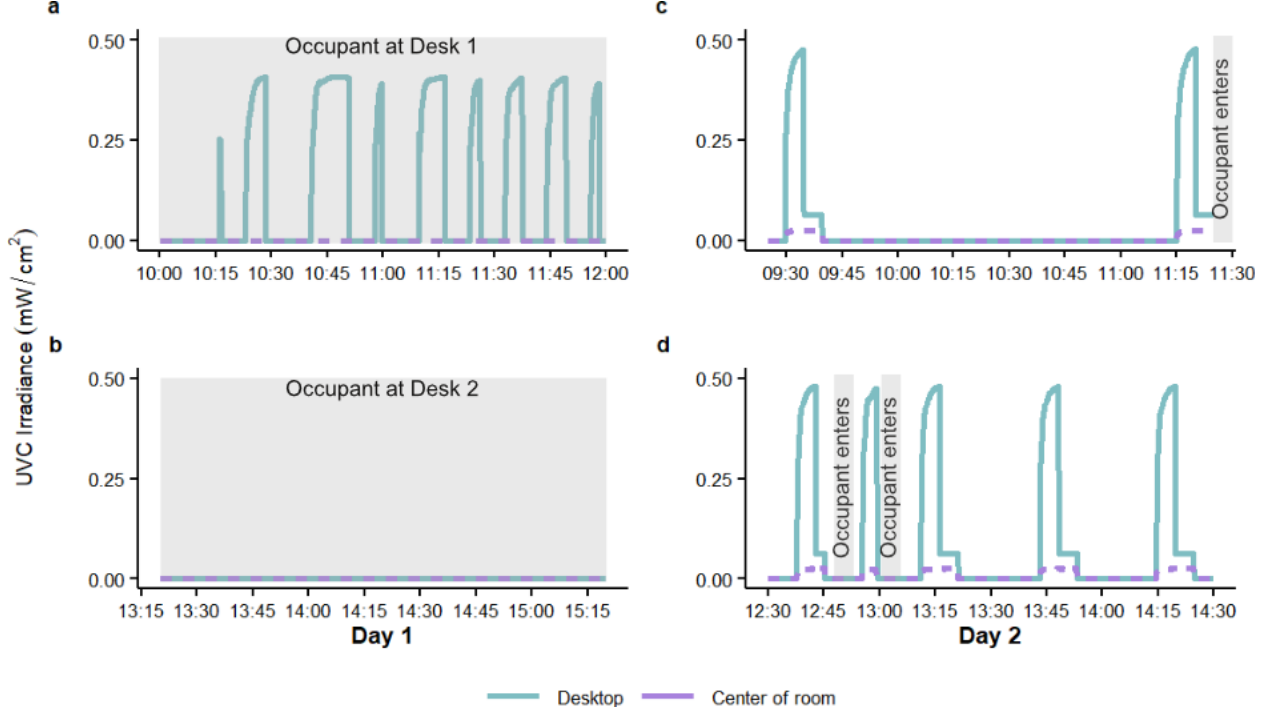 a
Occupant at Desk 1
0.50
0.25
0.00
10:00 10:15 10:30 10:45 11:00 11:15 11:30 11:45 12:00
c
0.50
0.25
0.00
Occupant enters
09:30 09:45 10:00 10:15 10:30 10:45 11:00 11:15 11:30
UVC Irradiance (mW/cm²)
b
Occupant at Desk 2
0.50
0.25
0.00
13:15 13:30 13:45 14:00 14:15 14:30 14:45 15:00 15:15
Day 1
d
0.50
0.25
0.00
Occupant enters
Occupant enters
12:30 12:45 13:00 13:15 13:30 13:45 14:00 14:15 14:30
Day 2
Desktop Center of room